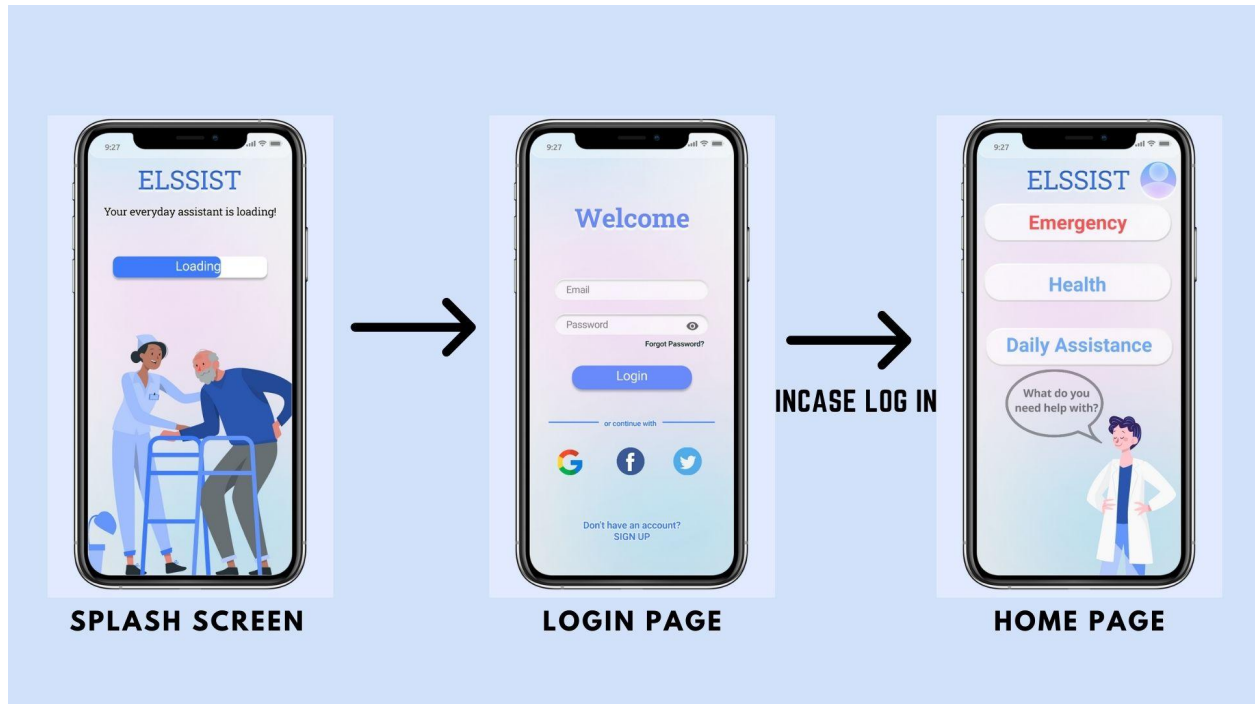 9:27
ELSSIST
Your everyday assistant is loading!
Loading
SPLASH SCREEN
9:27
Welcome
Email
Password
Forgot Password?
Login
or continue with
G
f
Don't have an account?
SIGN UP
LOGIN PAGE
INCASE LOG IN
9:27
ELSSIST
Emergency
Health
Daily Assistance
What do you
need help with?
HOME PAGE